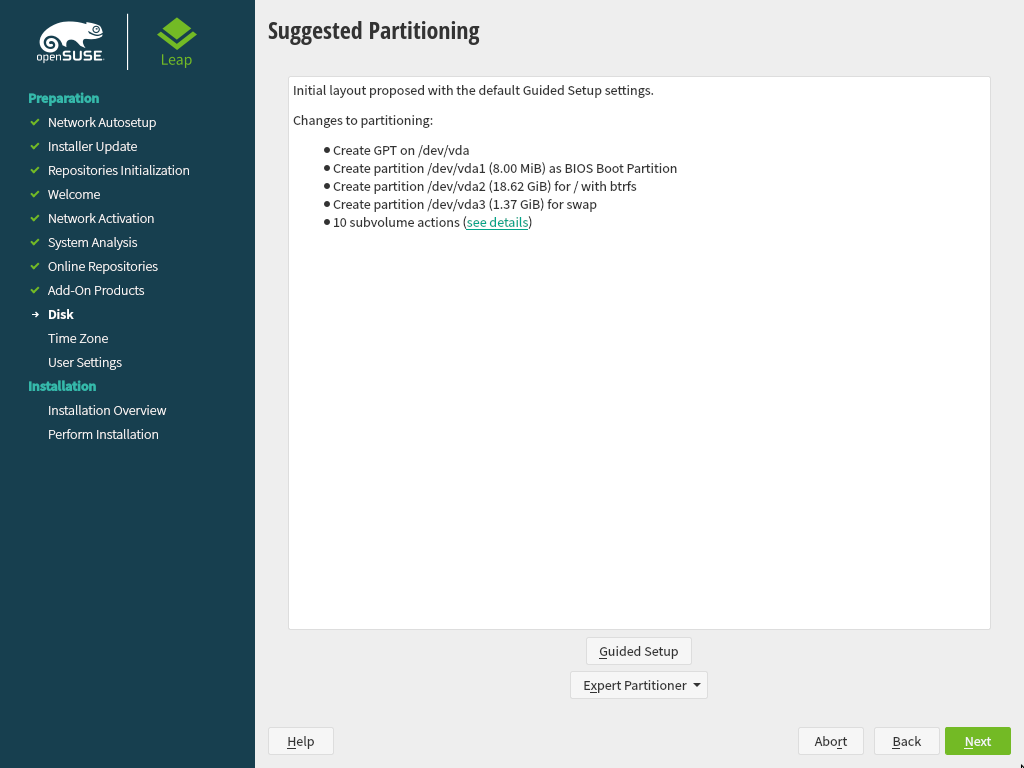 openSUSE
Leap
Preparation
Network Autosetup
Installer Update
Repositories Initialization
Welcome
Network Activation
System Analysis
Online Repositories
Add-On Products
Disk
Time Zone
User Settings
Installation
Installation Overview
Perform Installation
Suggested Partitioning
Initial layout proposed with the default Guided Setup settings.
Changes to partitioning:
Create GPT on /dev/vda
Create partition /dev/vda1 (8.00 MiB) as BIOS Boot Partition
Create partition /dev/vda2 (18.62 GiB) for / with btrfs
Create partition /dev/vda3 (1.37 GiB) for swap
10 subvolume actions (see details)
Guided Setup
Expert Partitioner
Help
Abort
Back
Next